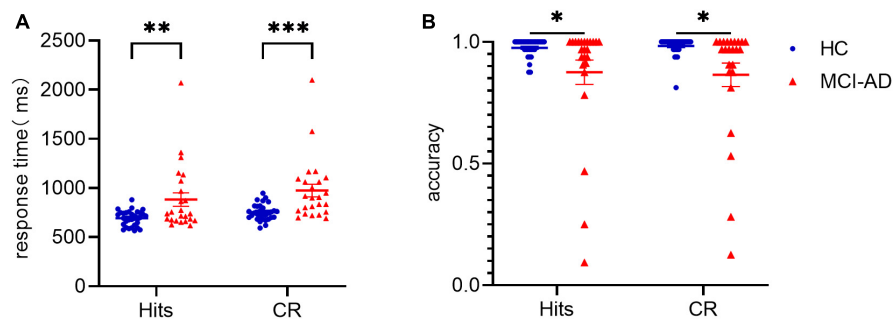 A
** ***
2500
2000
1500
1000
500
0
response time( ms)
Hits CR
B
* *
1.0
0.5
0.0
accuracy
Hits CR
HC
MCI-AD